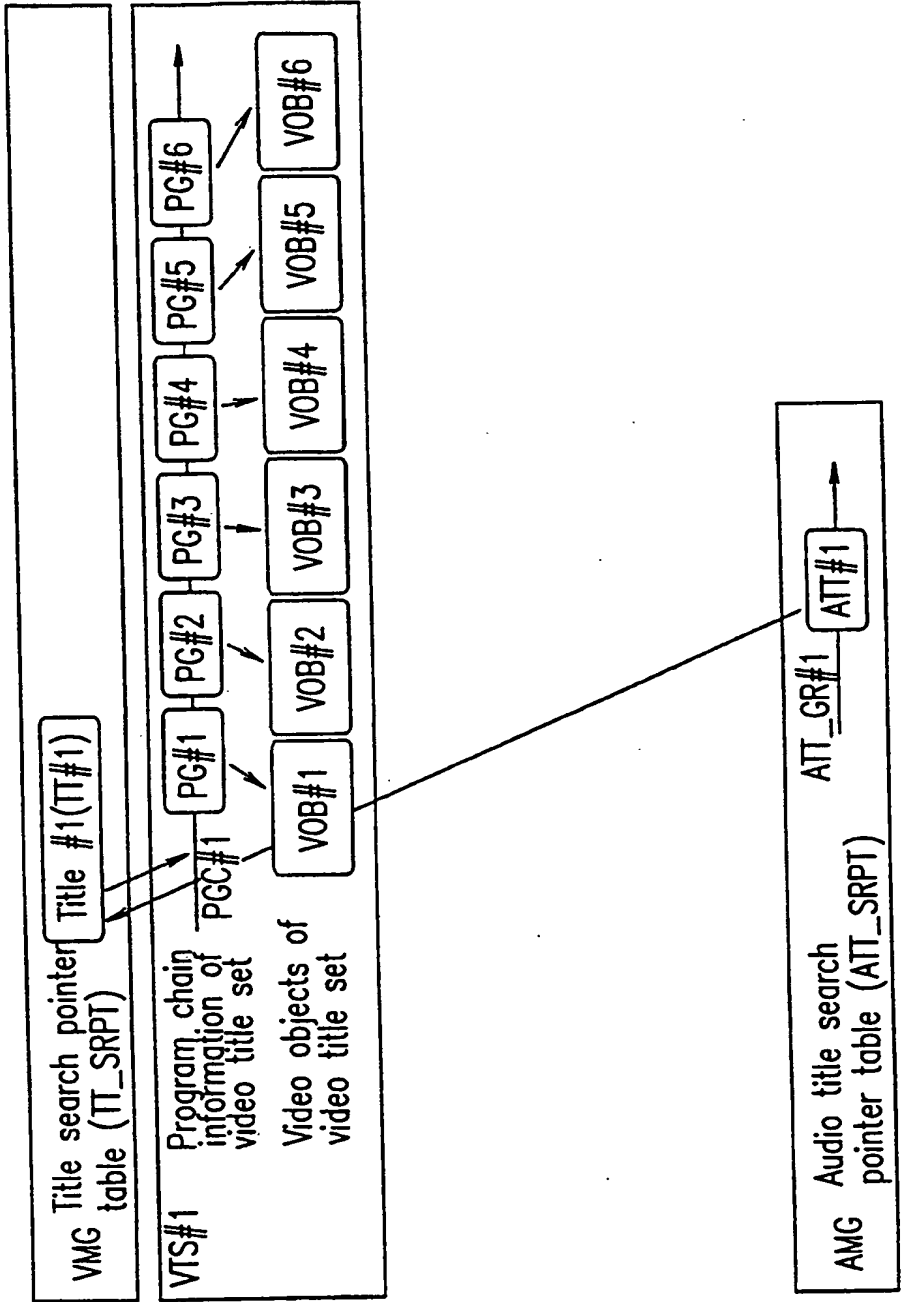 VMG
Title search pointer
table (TT_SRPT)
Title #1(TT#1)
VTS#1
Program chain
information of
video title set
PGC#1
PG#1
PG#2
PG#3
PG#4
PG#5
PG#6
Video objects of
video title set
VOB#1
VOB#2
VOB#3
VOB#4
VOB#5
VOB#6
AMG
Audio title search
pointer table (ATT_SRPT)
ATT_GR#1
ATT#1